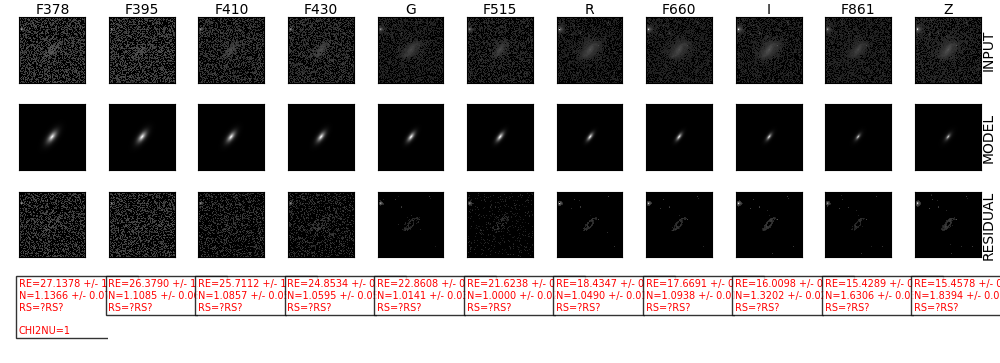 F378 F395 F410 F430 G F515 R F660 I F861 Z
INPUT
MODEL
RESIDUAL
RE=27.1378 +/- 1 RE=26.3790 +/- 1 RE=25.7112 +/- 1 RE=24.8534 +/- 0 RE=22.8608 +/- 0 RE=21.6238 +/- 0 RE=18.4347 +/- 0 RE=17.6691 +/- 0 RE=16.0098 +/- 0 RE=15.4289 +/- 0 RE=15.4578 +/- 0
N=1.1366 +/- 0.0 N=1.1085 +/- 0.0 N=1.0857 +/- 0.0 N=1.0595 +/- 0.0 N=1.0141 +/- 0.0 N=1.0000 +/- 0.0 N=1.0490 +/- 0.0 N=1.0938 +/- 0.0 N=1.3202 +/- 0.0 N=1.6306 +/- 0.0 N=1.8394 +/- 0.0
RS=?RS? RS=?RS? RS=?RS? RS=?RS? RS=?RS? RS=?RS? RS=?RS? RS=?RS? RS=?RS? RS=?RS? RS=?RS?
CHI2NU=1